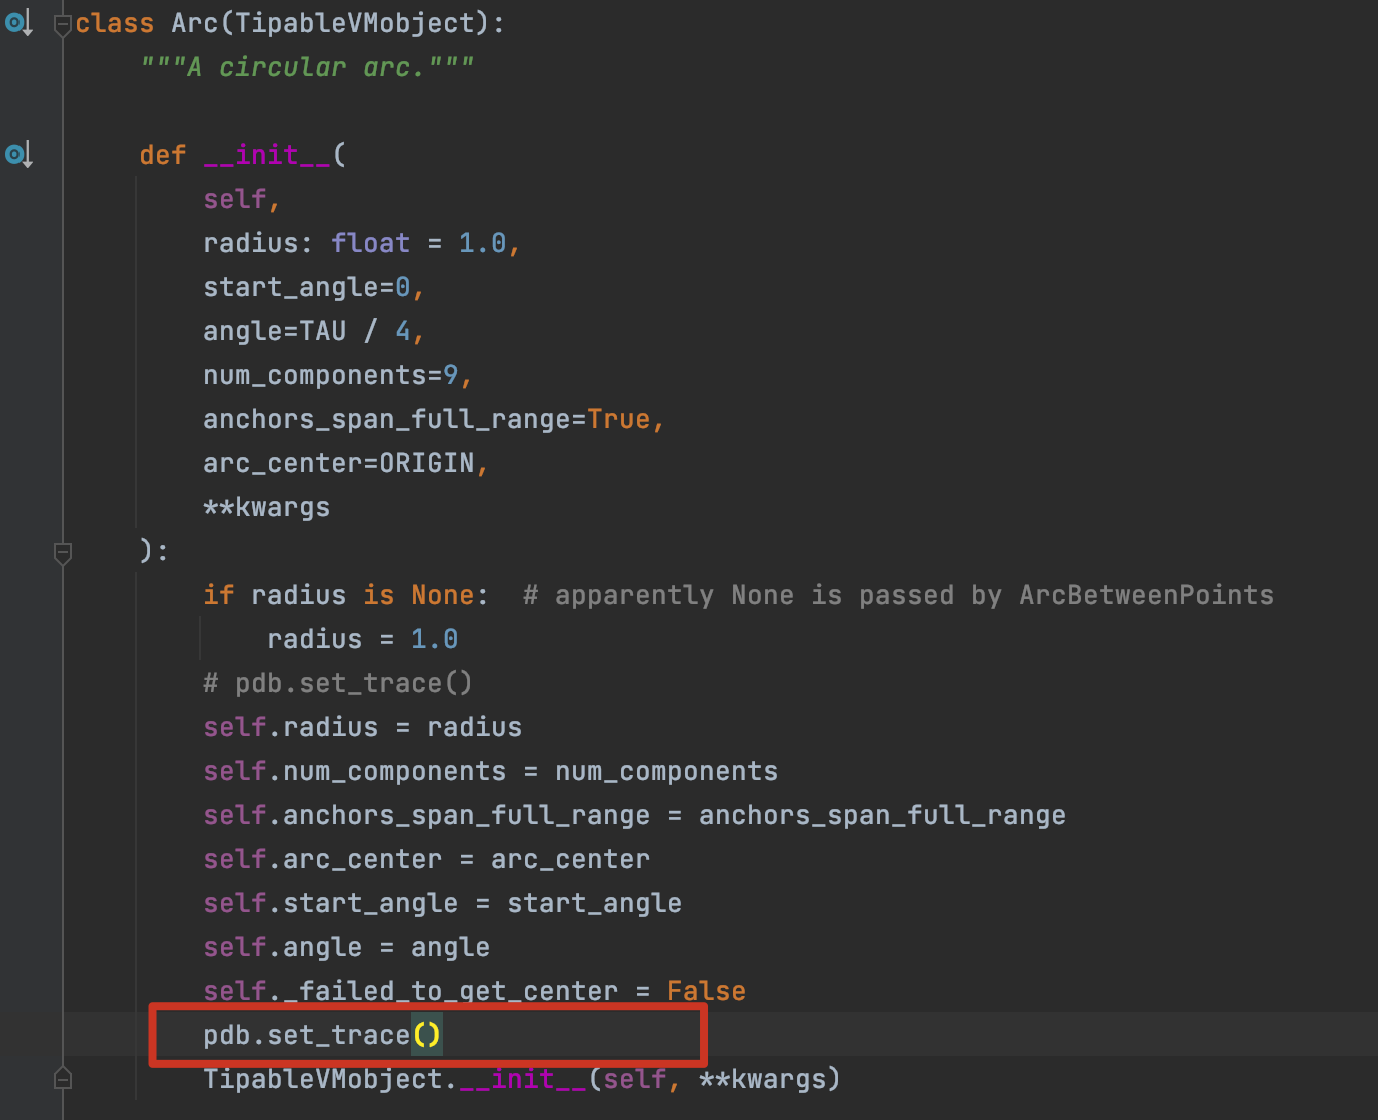 class Arc(TipableVMobject):
    """A circular arc."""

    def __init__(
        self,
        radius: float = 1.0,
        start_angle=0,
        angle=TAU / 4,
        num_components=9,
        anchors_span_full_range=True,
        arc_center=ORIGIN,
        **kwargs
    ):
        if radius is None:  # apparently None is passed by ArcBetweenPoints
            radius = 1.0
        # pdb.set_trace()
        self.radius = radius
        self.num_components = num_components
        self.anchors_span_full_range = anchors_span_full_range
        self.arc_center = arc_center
        self.start_angle = start_angle
        self.angle = angle
        self._failed_to_get_center = False
        pdb.set_trace()
        TipableVMobject.__init__(self, **kwargs)